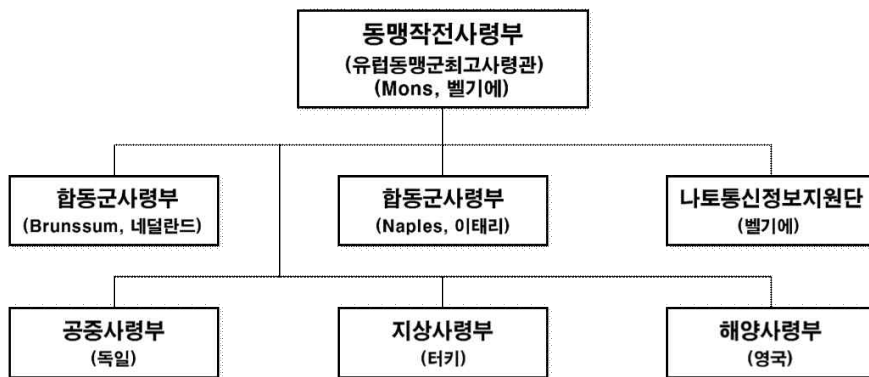 동맹작전사령부
(유럽동맹군최고사령관)
(Mons, 벨기에)
합동군사령부
(Brunssum, 네덜란드)
합동군사령부
(Naples, 이태리)
나토통신정보지원단
(벨기에)
공중사령부
(독일)
지상사령부
(터키)
해양사령부
(영국)